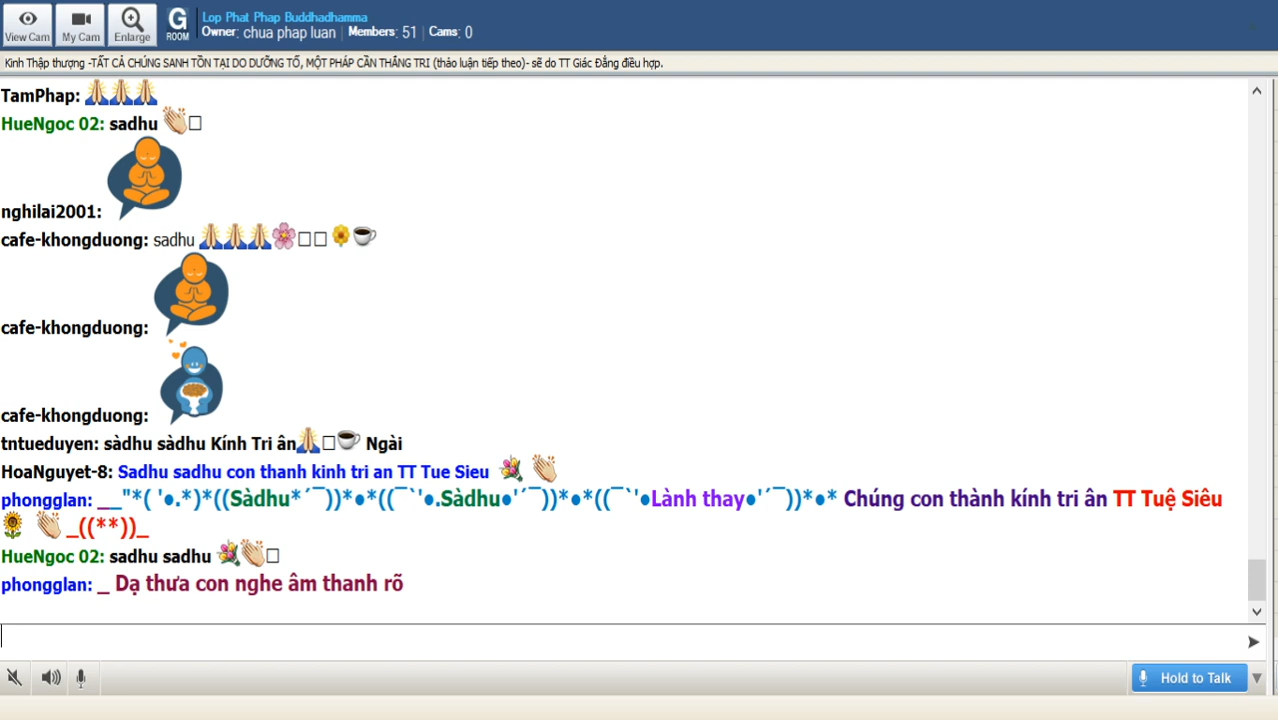 View Cam
My Cam
Enlarge
G
ROOM
Lop Phat Phap Buddhadhamma
Owner: chua phap luan | Members: 51 | Cams: 0
Kinh Thập thượng -TẤT CẢ CHÚNG SANH TỒN TẠI DO DƯỠNG TỐ, MỘT PHÁP CẦN THẮNG TRI (thảo luận tiếp theo)- sẽ do TT Giác Đẳng điều hợp.
TamPhap: 🙏🙏🙏
HueNgoc 02: sadhu 👏□
nghilai2001:
cafe-khongduong: sadhu 🙏🙏🙏🌸□□ 🌼☕
cafe-khongduong:
cafe-khongduong:
tntueduyen: sàdhu sàdhu Kính Tri ân🙏□☕ Ngài
HoaNguyet-8: Sadhu sadhu con thanh kinh tri an TT Tue Sieu 💐 👏
phongglan: __"*( '●.*)*((Sàdhu*´¯))*●*((¯`'●.Sàdhu●'´¯))*●*((¯`'●Lành thay●'´¯))*●* Chúng con thành kính tri ân TT Tuệ Siêu
🌻 👏 _((**))_
HueNgoc 02: sadhu sadhu 💐👏□
phongglan: _ Dạ thưa con nghe âm thanh rõ
Hold to Talk